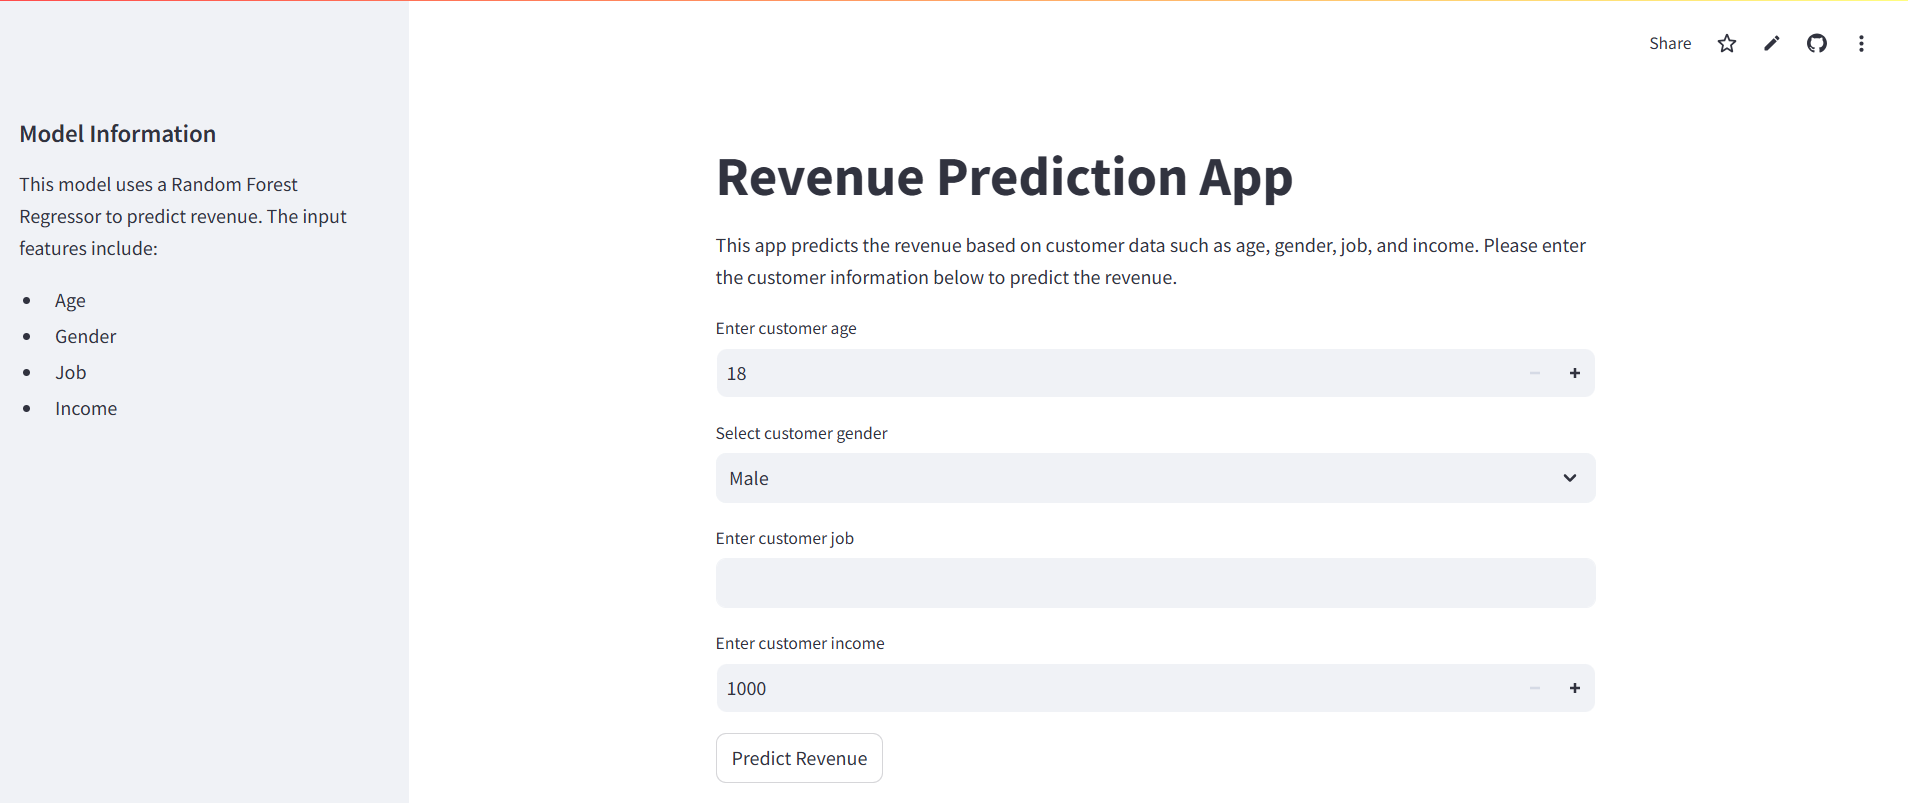 Share
Model Information
This model uses a Random Forest
Regressor to predict revenue. The input
features include:
• Age
• Gender
• Job
• Income
Revenue Prediction App
This app predicts the revenue based on customer data such as age, gender, job, and income. Please enter
the customer information below to predict the revenue.
Enter customer age
18
Select customer gender
Male
Enter customer job
Enter customer income
1000
Predict Revenue